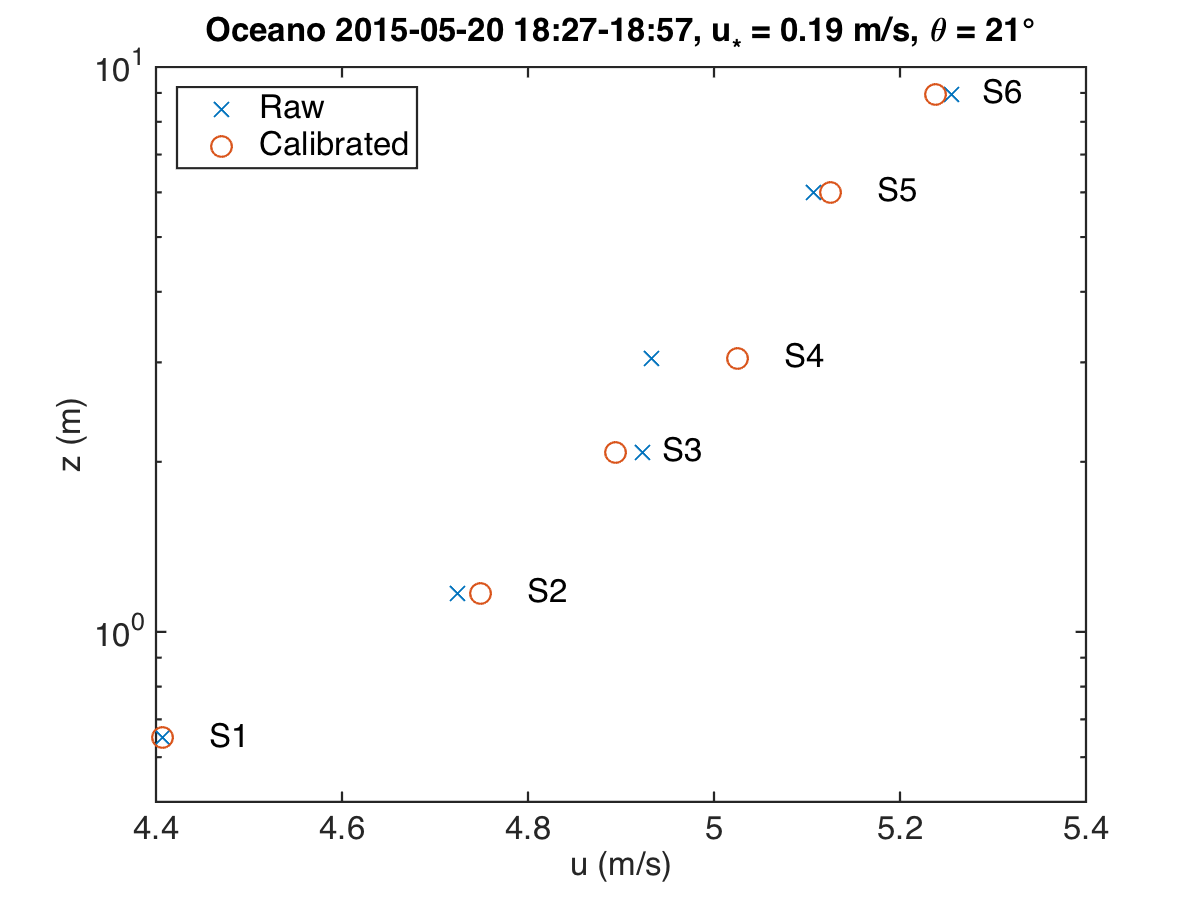 Oceano 2015-05-20 18:27-18:57, u* = 0.19 m/s, θ = 21°
10¹
Raw
Calibrated
S6
S5
S4
z (m)
S3
S2
10⁰
S1
4.4 4.6 4.8 5 5.2 5.4
u (m/s)